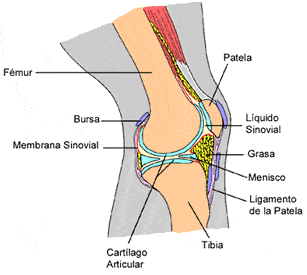 Patela
Fémur
Bursa
Líquido
Sinovial
Membrana Sinovial
Grasa
Menisco
Ligamento
de la Patela
Tibia
Cartílago
Articular